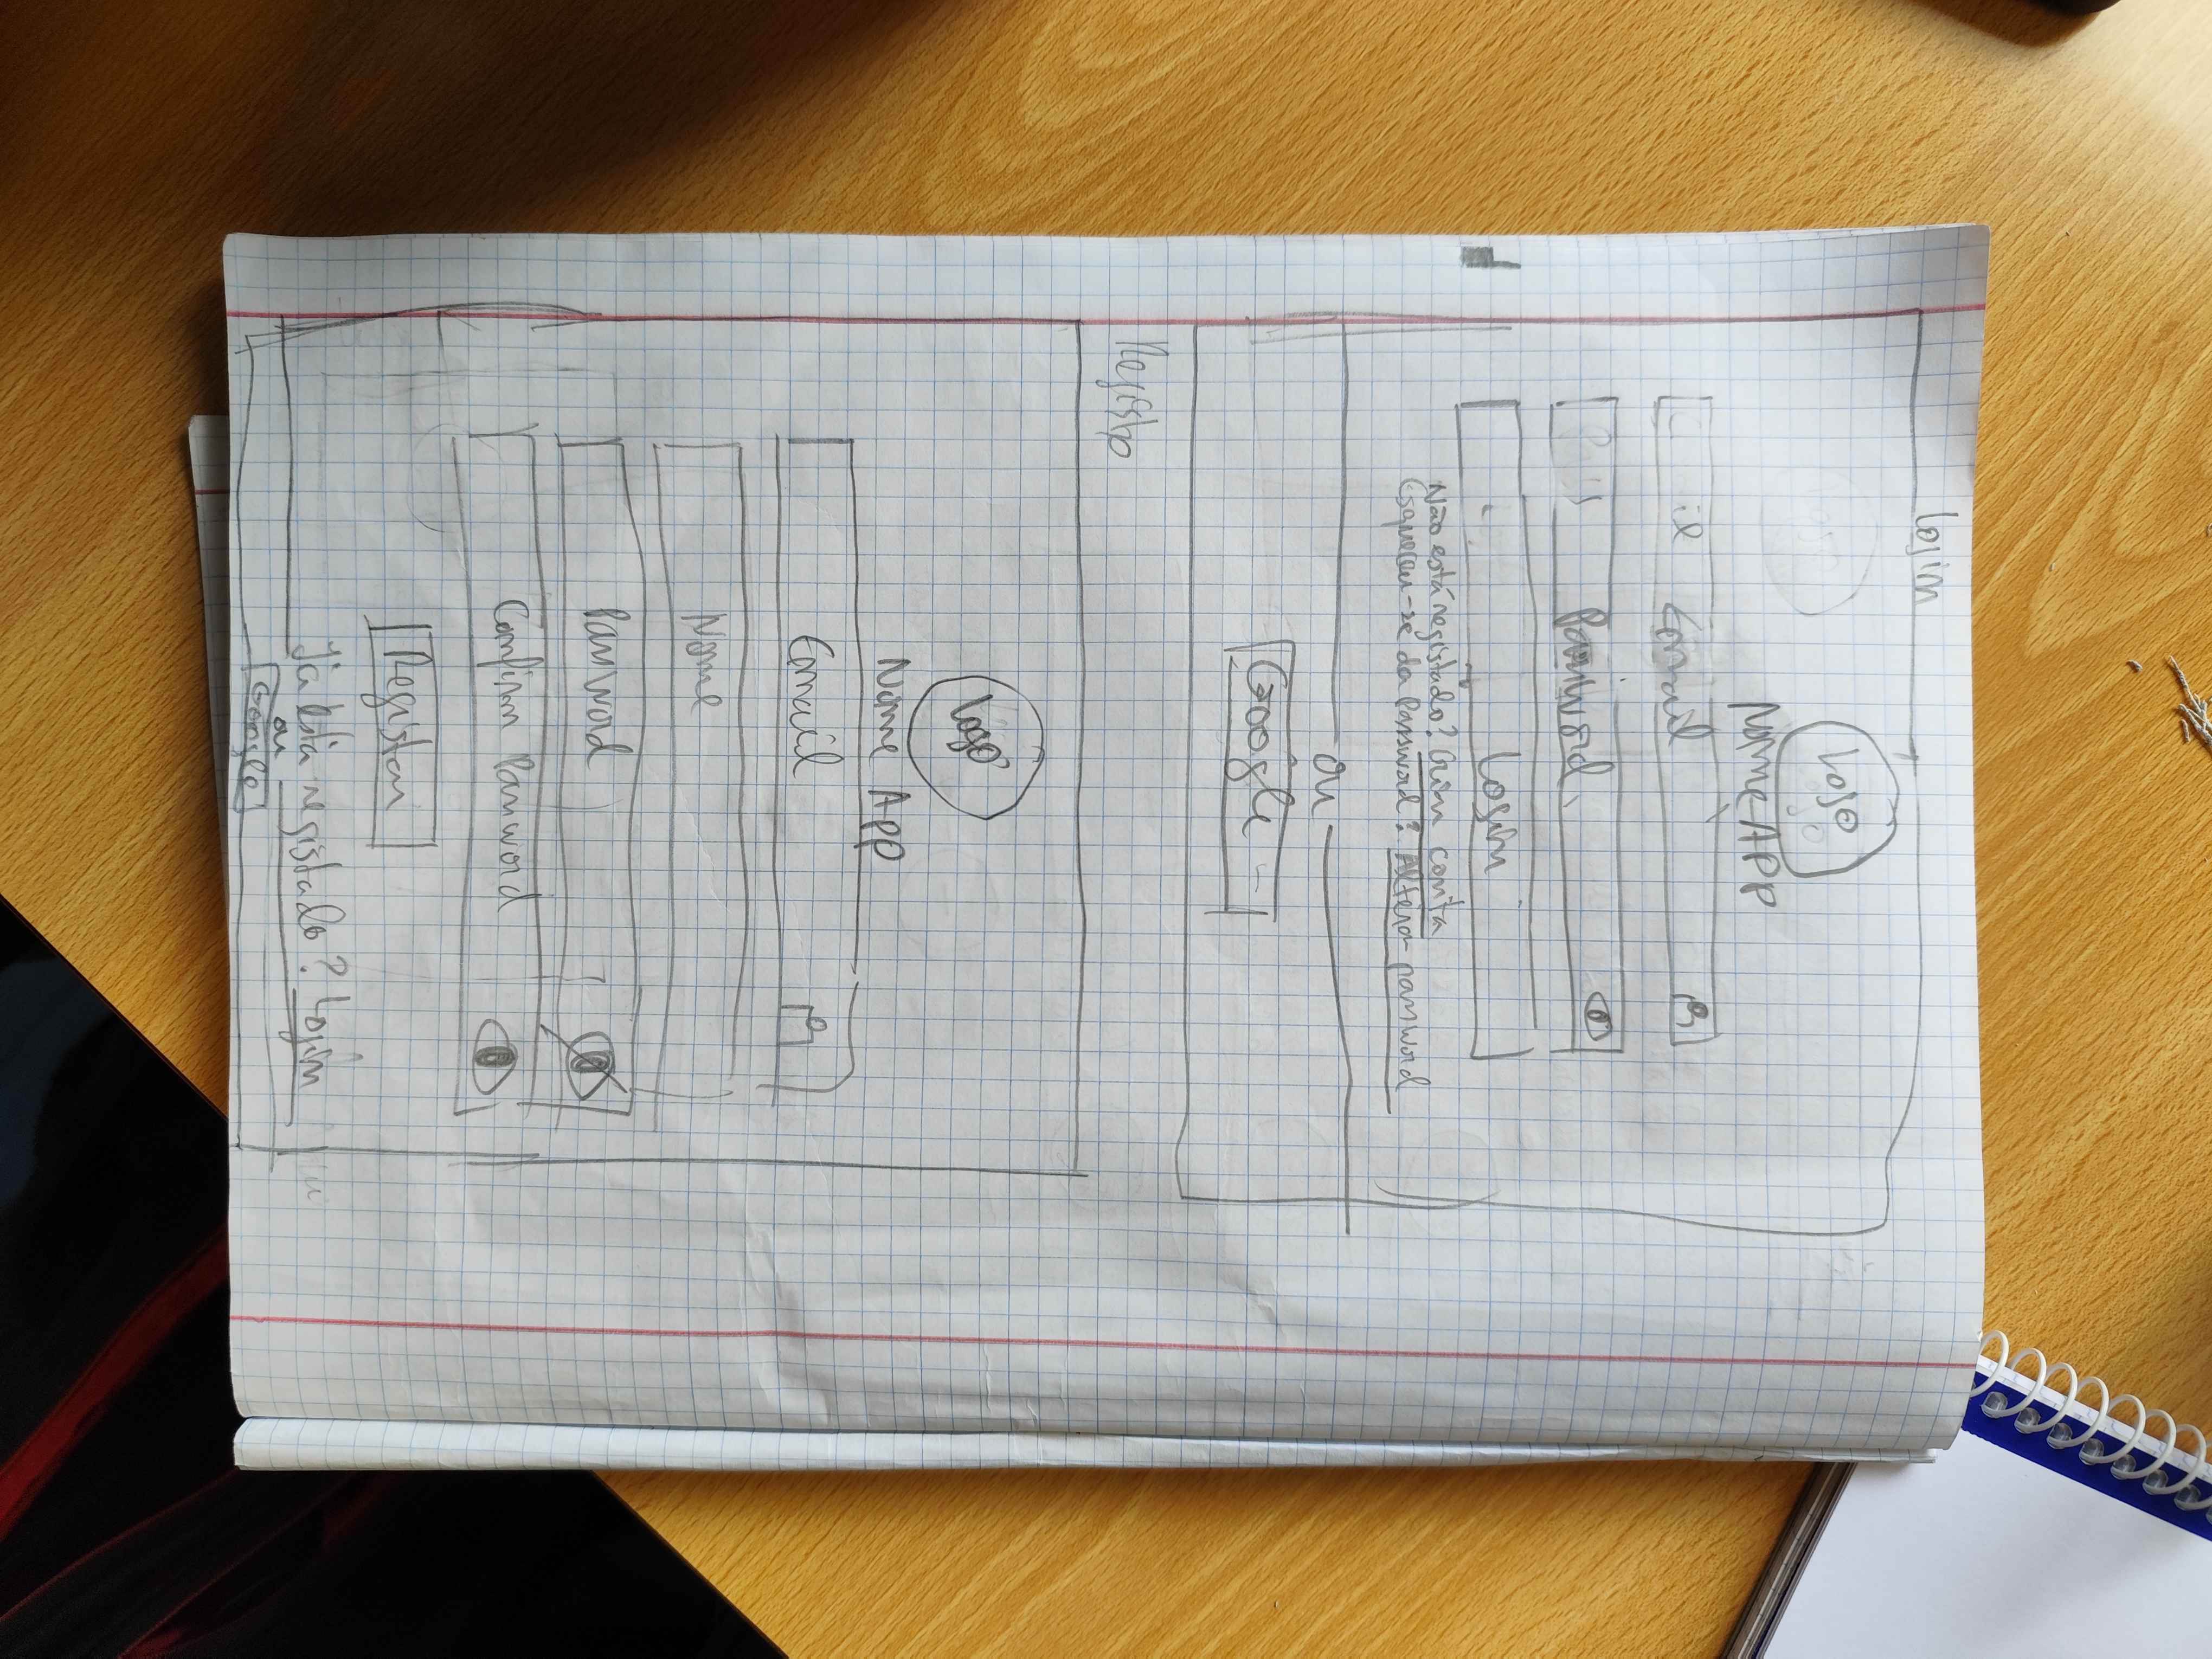 Login
Logo
Nome APP
Email
Password
Login
Não está registado? Criar conta
Esqueceu-se da Password? Alterar password
ou
Google
Registo
Logo
Nome App
Email
Nome
Password
Confirm Password
Registar
Já está registado? Login
ou
Google